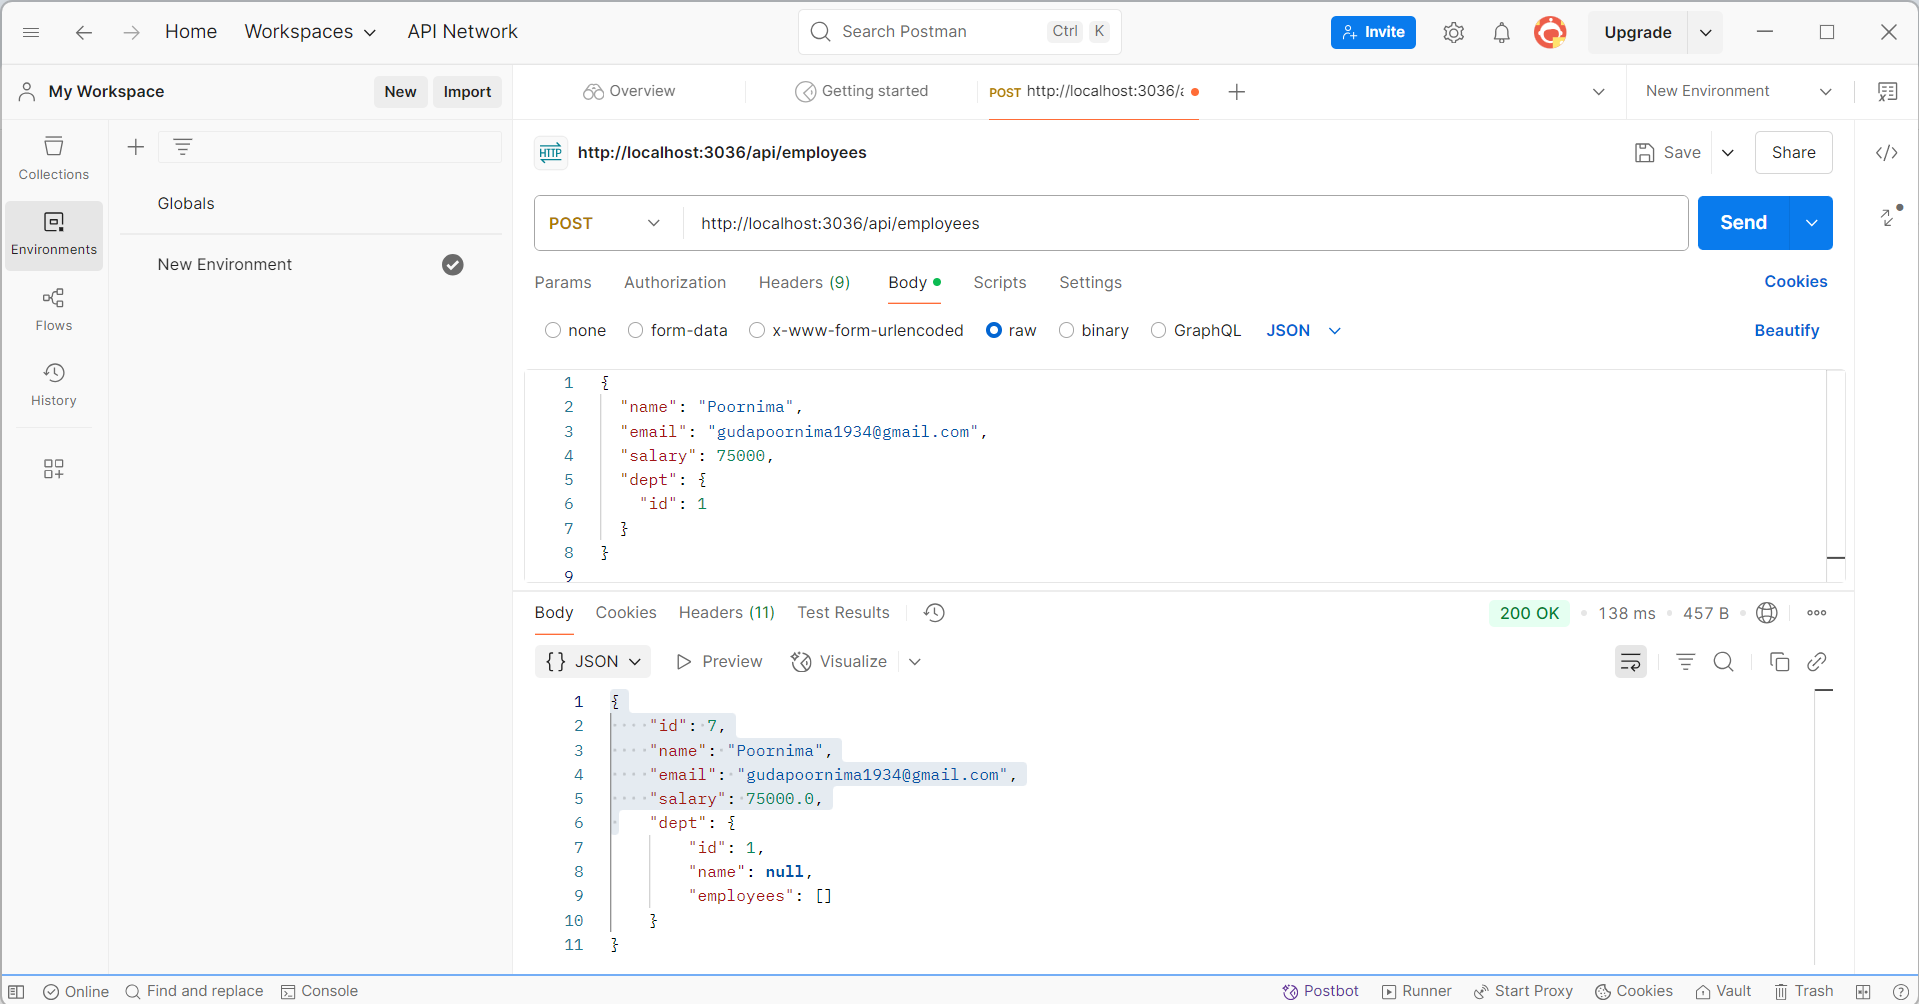 Home Workspaces API Network Search Postman Ctrl K Invite Upgrade
My Workspace New Import Overview Getting started POST http://localhost:3036/ New Environment
Collections
Environments
Flows
History
Globals
New Environment
HTTP http://localhost:3036/api/employees Save Share
POST http://localhost:3036/api/employees Send
Params Authorization Headers (9) Body Scripts Settings Cookies
none form-data x-www-form-urlencoded raw binary GraphQL JSON Beautify
1 {
2 "name": "Poornima",
3 "email": "gudapoornima1934@gmail.com",
4 "salary": 75000,
5 "dept": {
6 "id": 1
7 }
8 }
9
Body Cookies Headers (11) Test Results 200 OK 138 ms 457 B
{} JSON Preview Visualize
1 {
2 "id": 7,
3 "name": "Poornima",
4 "email": "gudapoornima1934@gmail.com",
5 "salary": 75000.0,
6 "dept": {
7 "id": 1,
8 "name": null,
9 "employees": []
10 }
11 }
Online Find and replace Console Postbot Runner Start Proxy Cookies Vault Trash